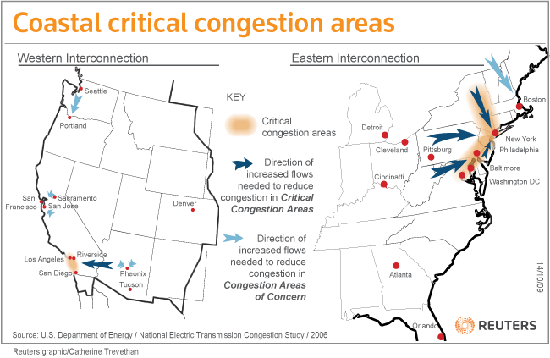 Coastal critical congestion areas
Western Interconnection
Eastern Interconnection
Seattle
Portland
San
Francisco
Sacramento
San Jose
Denver
Los Angeles
Riverside
San Diego
Phoenix
Tucson
KEY
Critical
congestion areas
Direction of
increased flows
needed to reduce
congestion in Critical
Congestion Areas
Direction of
increased flows
needed to reduce
congestion in
Congestion Areas
of Concern
Boston
Detroit
Cleveland
Pittsburg
New York
Philadelphia
Baltimore
Washington DC
Cincinatti
Atlanta
Orlando
14/10/09
REUTERS
Source: U.S. Department of Energy / National Electric Transmission Congestion Study / 2006
Reuters graphic/Catherine Trevethan